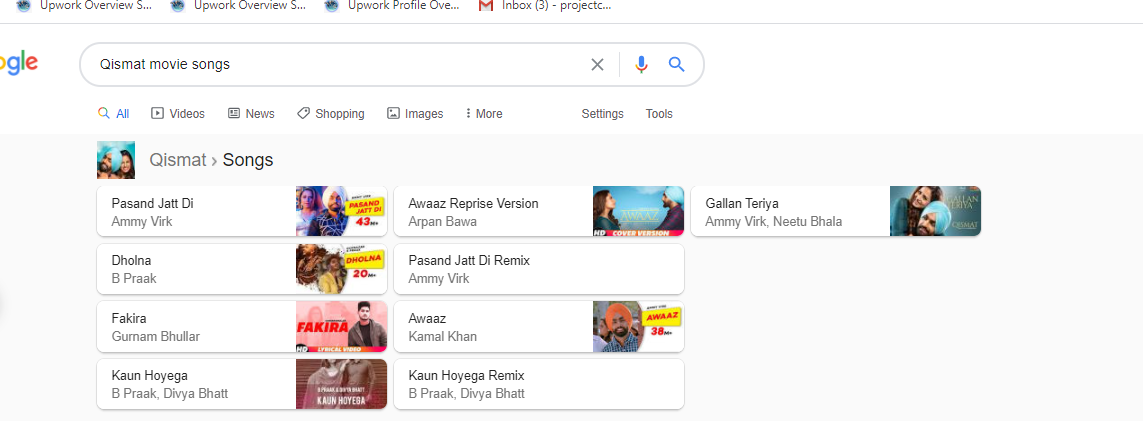 Upwork Overview S... Upwork Overview S... Upwork Profile Ove... Inbox (3) - projectc...
ogle Qismat movie songs
All Videos News Shopping Images More Settings Tools
Qismat › Songs
Pasand Jatt Di
Ammy Virk
PASAND
JATT DI
43M+
Awaaz Reprise Version
Arpan Bawa
AWAAZ
HD COVER VERSION
Gallan Teriya
Ammy Virk, Neetu Bhala
GALLAN
TERIYA
QISMAT
Dholna
B Praak
DHOLNA
20M+
Pasand Jatt Di Remix
Ammy Virk
Fakira
Gurnam Bhullar
FAKIRA
HD LYRICAL VIDEO
Awaaz
Kamal Khan
AWAAZ
38M+
Kaun Hoyega
B Praak, Divya Bhatt
B PRAAK & DIVYA BHATT
KAUN HOYEGA
Kaun Hoyega Remix
B Praak, Divya Bhatt